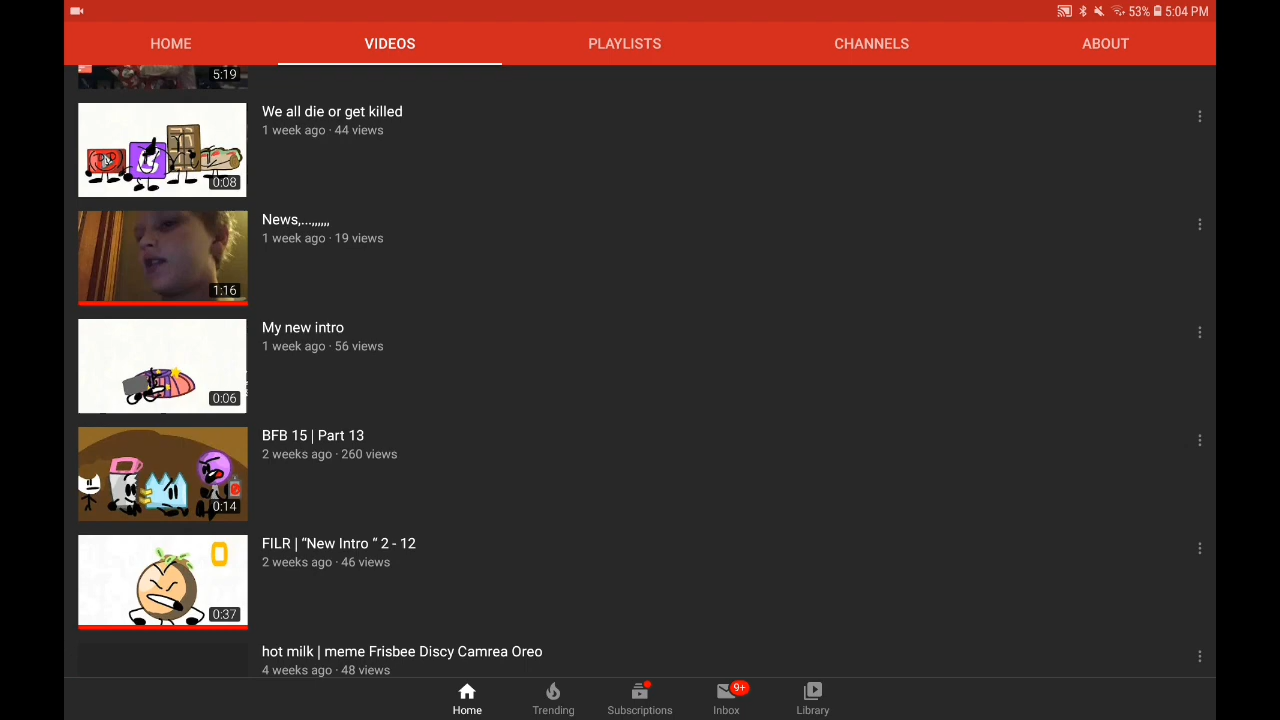 53% 5:04 PM
HOME VIDEOS PLAYLISTS CHANNELS ABOUT
5:19
We all die or get killed
1 week ago · 44 views
0:08
News,...,,,,,,
1 week ago · 19 views
1:16
My new intro
1 week ago · 56 views
0:06
BFB 15 | Part 13
2 weeks ago · 260 views
0:14
FILR | “New Intro “ 2 - 12
2 weeks ago · 46 views
0:37
hot milk | meme Frisbee Discy Camrea Oreo
4 weeks ago · 48 views
9+
Home Trending Subscriptions Inbox Library